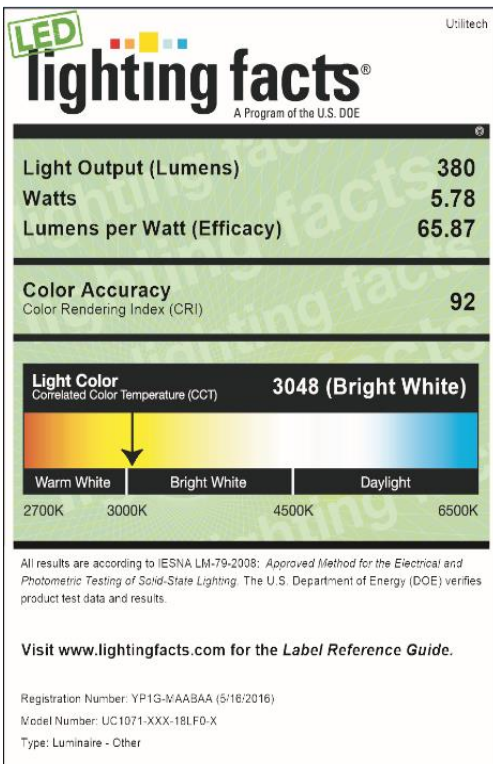 Utilitech
LED
lighting facts®
A Program of the U.S. DOE
Light Output (Lumens) 380
Watts 5.78
Lumens per Watt (Efficacy) 65.87
Color Accuracy
Color Rendering Index (CRI) 92
Light Color
Correlated Color Temperature (CCT) 3048 (Bright White)
Warm White Bright White Daylight
2700K 3000K 4500K 6500K
All results are according to IESNA LM-79-2008: Approved Method for the Electrical and
Photometric Testing of Solid-State Lighting. The U.S. Department of Energy (DOE) verifies
product test data and results.
Visit www.lightingfacts.com for the Label Reference Guide.
Registration Number: YP1G-MAABAA (5/16/2016)
Model Number: UC1071-XXX-18LF0-X
Type: Luminaire - Other